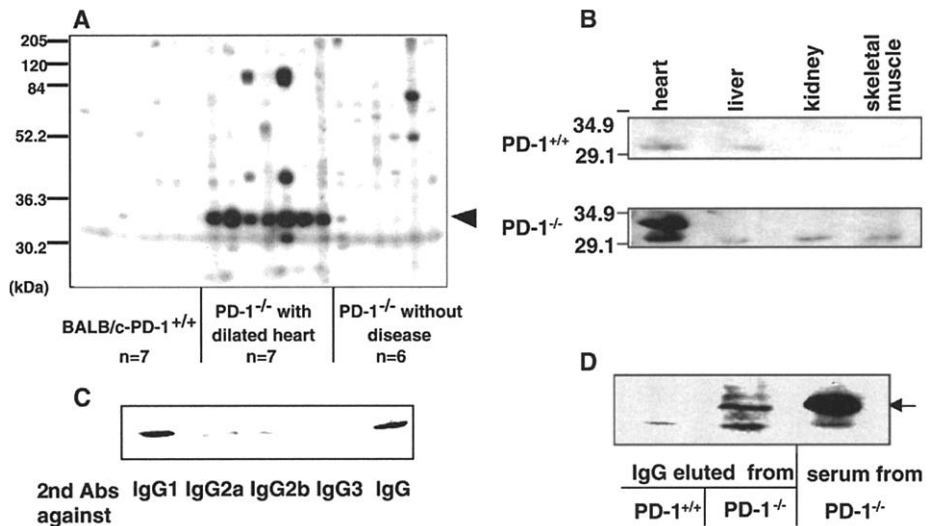 A
205
120
84
52.2
36.3
30.2
(kDa)
BALB/c-PD-1+/+
n=7
PD-1-/- with
dilated heart
n=7
PD-1-/- without
disease
n=6
B
heart
liver
kidney
skeletal
muscle
PD-1+/+
34.9
29.1
PD-1-/-
34.9
29.1
C
2nd Abs
against
IgG1 IgG2a IgG2b IgG3 IgG
D
IgG eluted from
PD-1+/+ PD-1-/-
serum from
PD-1-/-